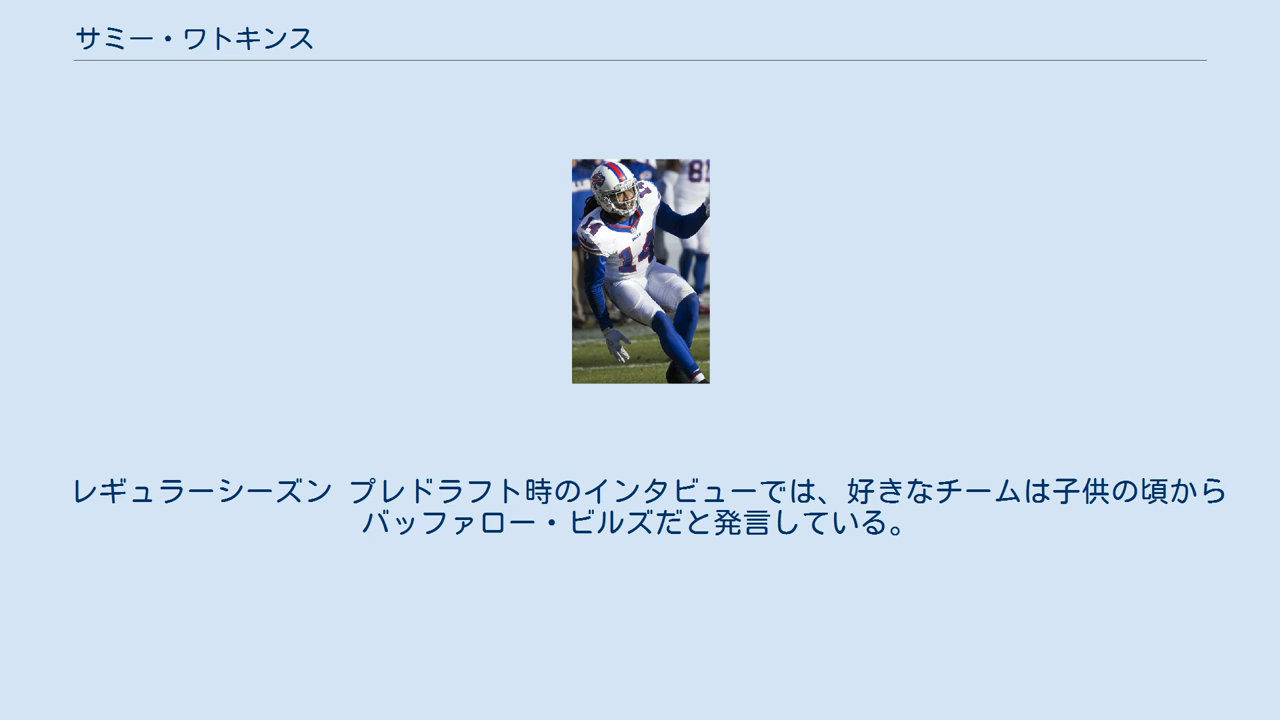 サミー・ワトキンス
81
14
レギュラーシーズン プレドラフト時のインタビューでは、好きなチームは子供の頃から
バッファロー・ビルズだと発言している。